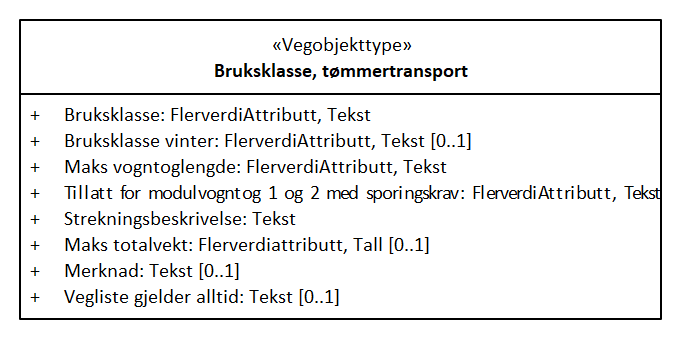 «Vegobjekttype»
Bruksklasse, tømmertransport
+ Bruksklasse: FlerverdiAttributt, Tekst
+ Bruksklasse vinter: FlerverdiAttributt, Tekst [0..1]
+ Maks vogntoglengde: FlerverdiAttributt, Tekst
+ Tillatt for modulvogntog 1 og 2 med sporingskrav: FlerverdiAttributt, Tekst
+ Strekningsbeskrivelse: Tekst
+ Maks totalvekt: Flerverdiattributt, Tall [0..1]
+ Merknad: Tekst [0..1]
+ Vegliste gjelder alltid: Tekst [0..1]